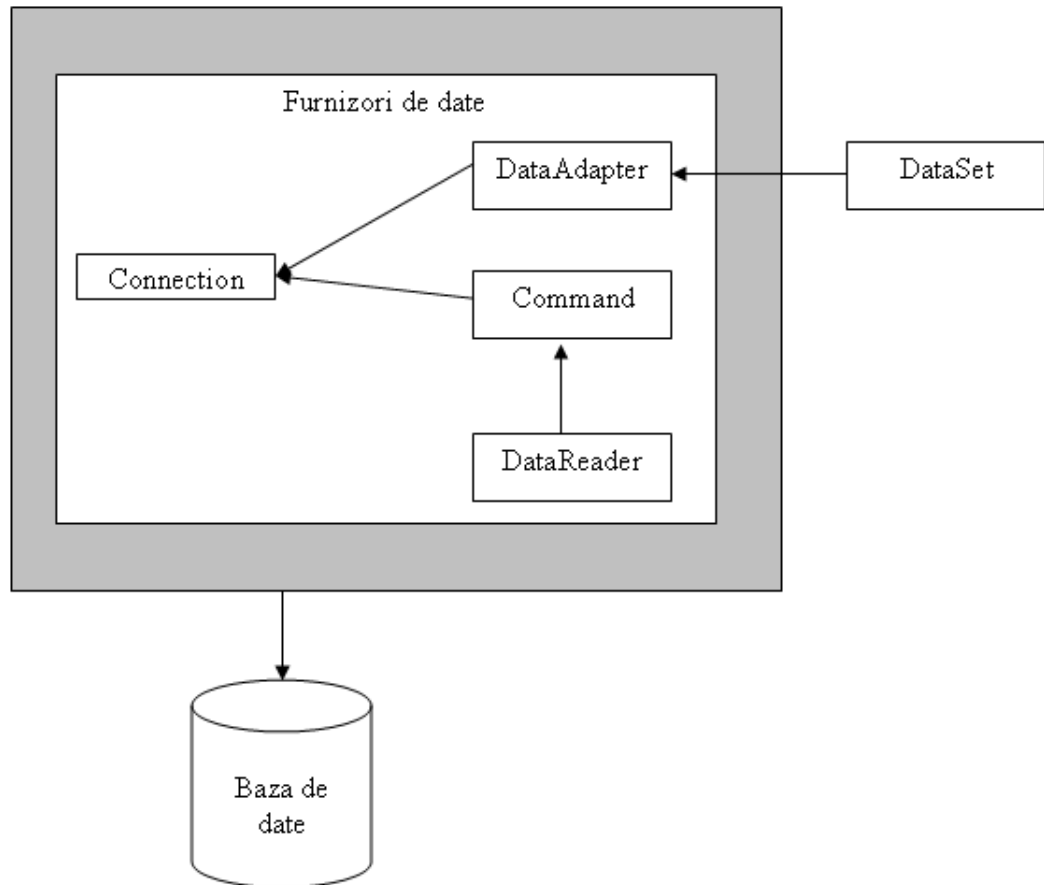 Furnizori de date
DataAdapter
DataSet
Connection
Command
DataReader
Baza de
date